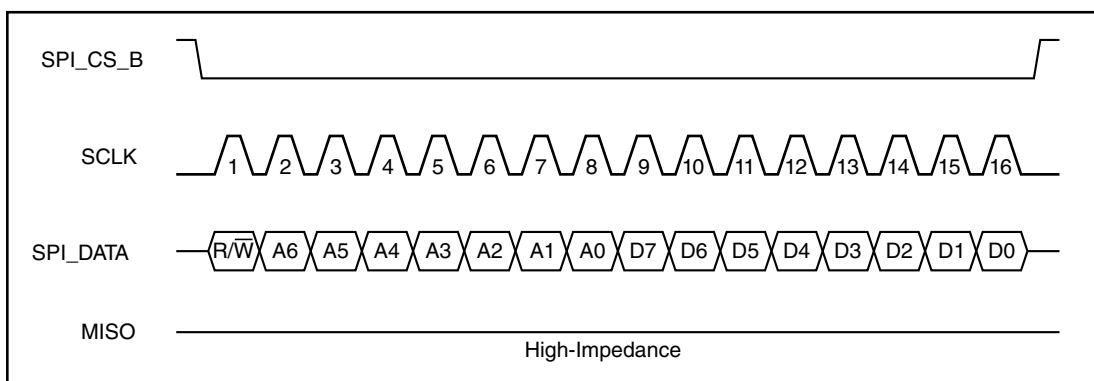 SPI_CS_B
SCLK
1 2 3 4 5 6 7 8 9 10 11 12 13 14 15 16
SPI_DATA
R/W̅ A6 A5 A4 A3 A2 A1 A0 D7 D6 D5 D4 D3 D2 D1 D0
MISO
High-Impedance